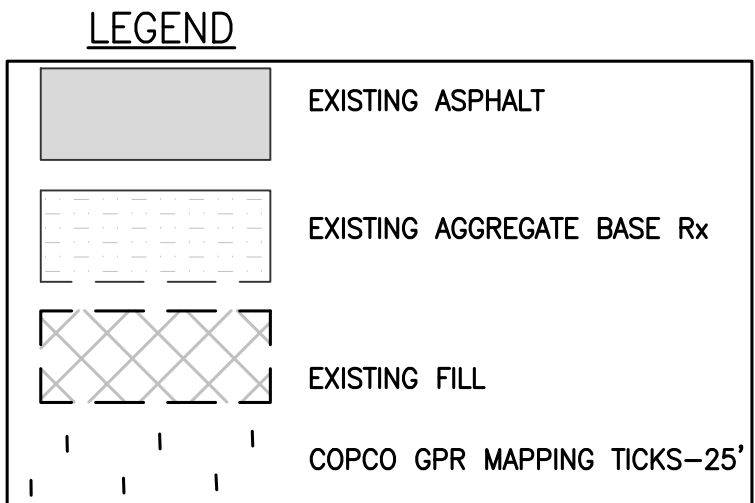 LEGEND
EXISTING ASPHALT
EXISTING AGGREGATE BASE Rx
EXISTING FILL
COPCO GPR MAPPING TICKS-25'